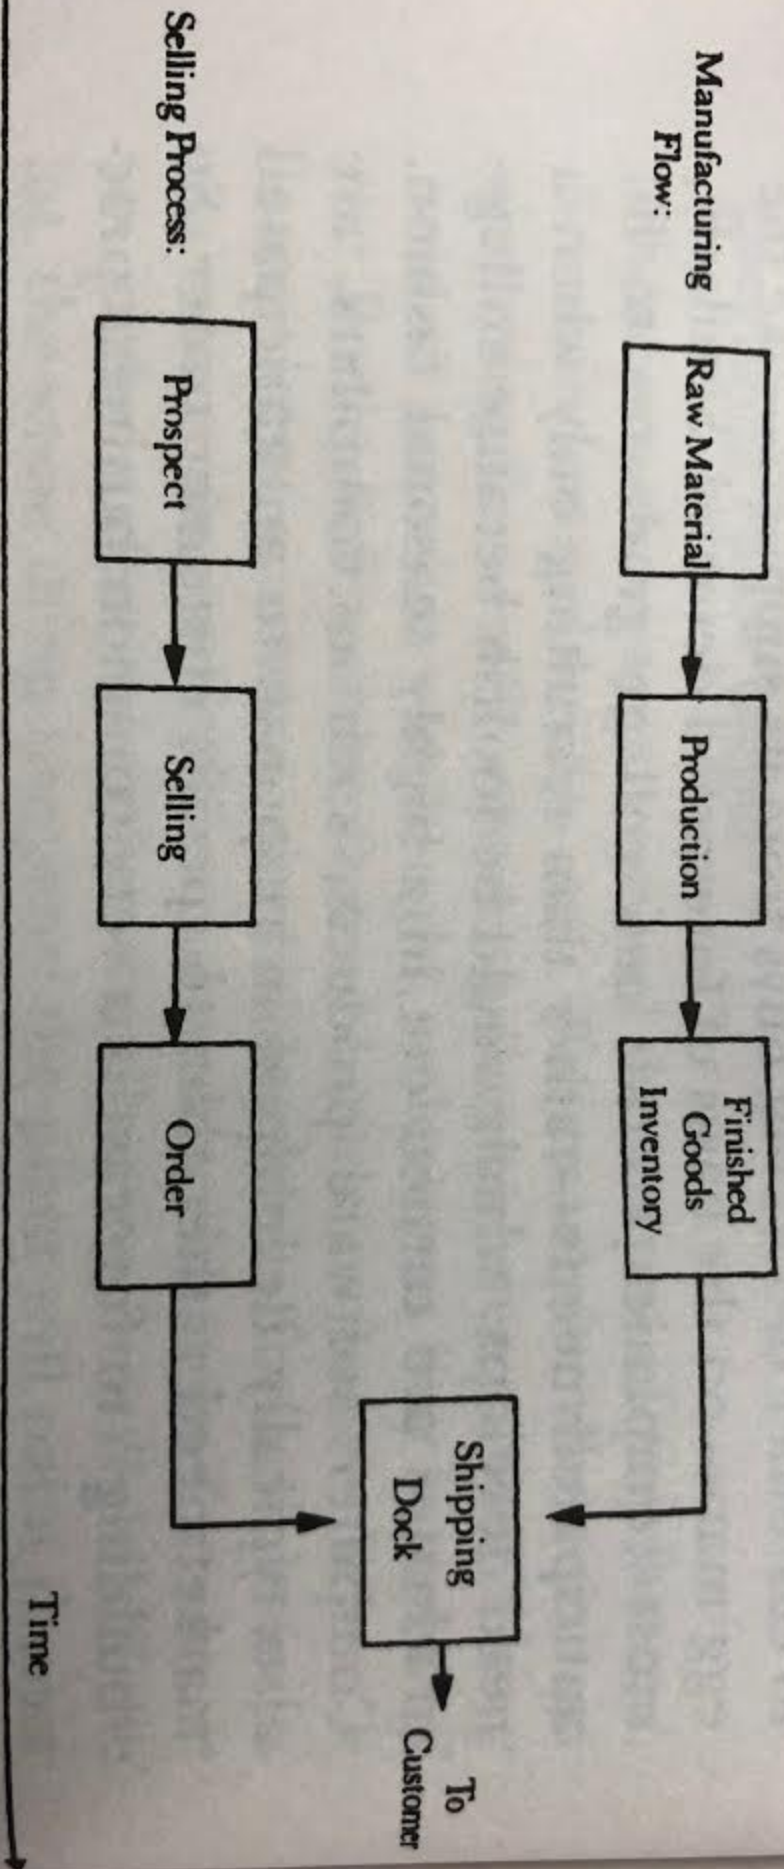 Manufacturing
Flow:
Raw Material
Production
Finished
Goods
Inventory
Shipping
Dock
To
Customer
Selling Process:
Prospect
Selling
Order
Time